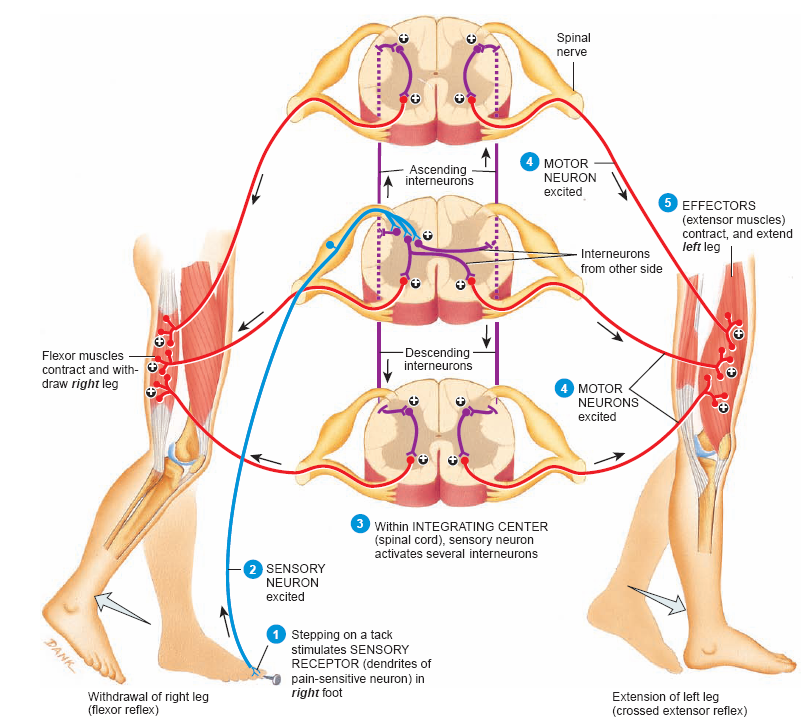 Spinal
nerve
4 MOTOR
NEURON
excited
Ascending
interneurons
5 EFFECTORS
(extensor muscles)
contract, and extend
left leg
Interneurons
from other side
Flexor muscles
contract and with-
draw right leg
Descending
interneurons
4 MOTOR
NEURONS
excited
3 Within INTEGRATING CENTER
(spinal cord), sensory neuron
activates several interneurons
2 SENSORY
NEURON
excited
1 Stepping on a tack
stimulates SENSORY
RECEPTOR (dendrites of
pain-sensitive neuron) in
right foot
DANK
Withdrawal of right leg
(flexor reflex)
Extension of left leg
(crossed extensor reflex)